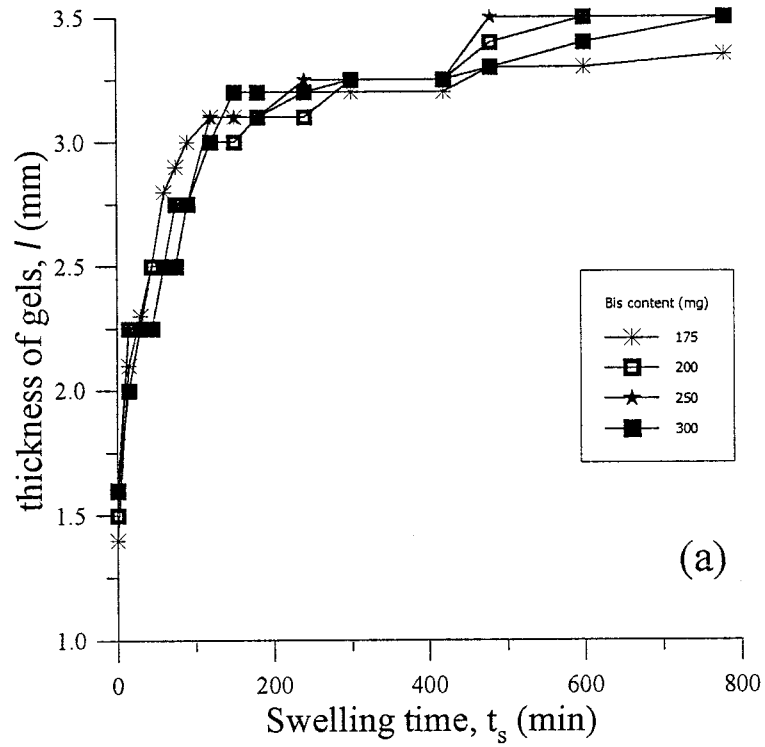 3.5
3.0
2.5
2.0
1.5
1.0
thickness of gels, l (mm)
Bis content (mg)
175
200
250
300
(a)
0 200 400 600 800
Swelling time, tₛ (min)